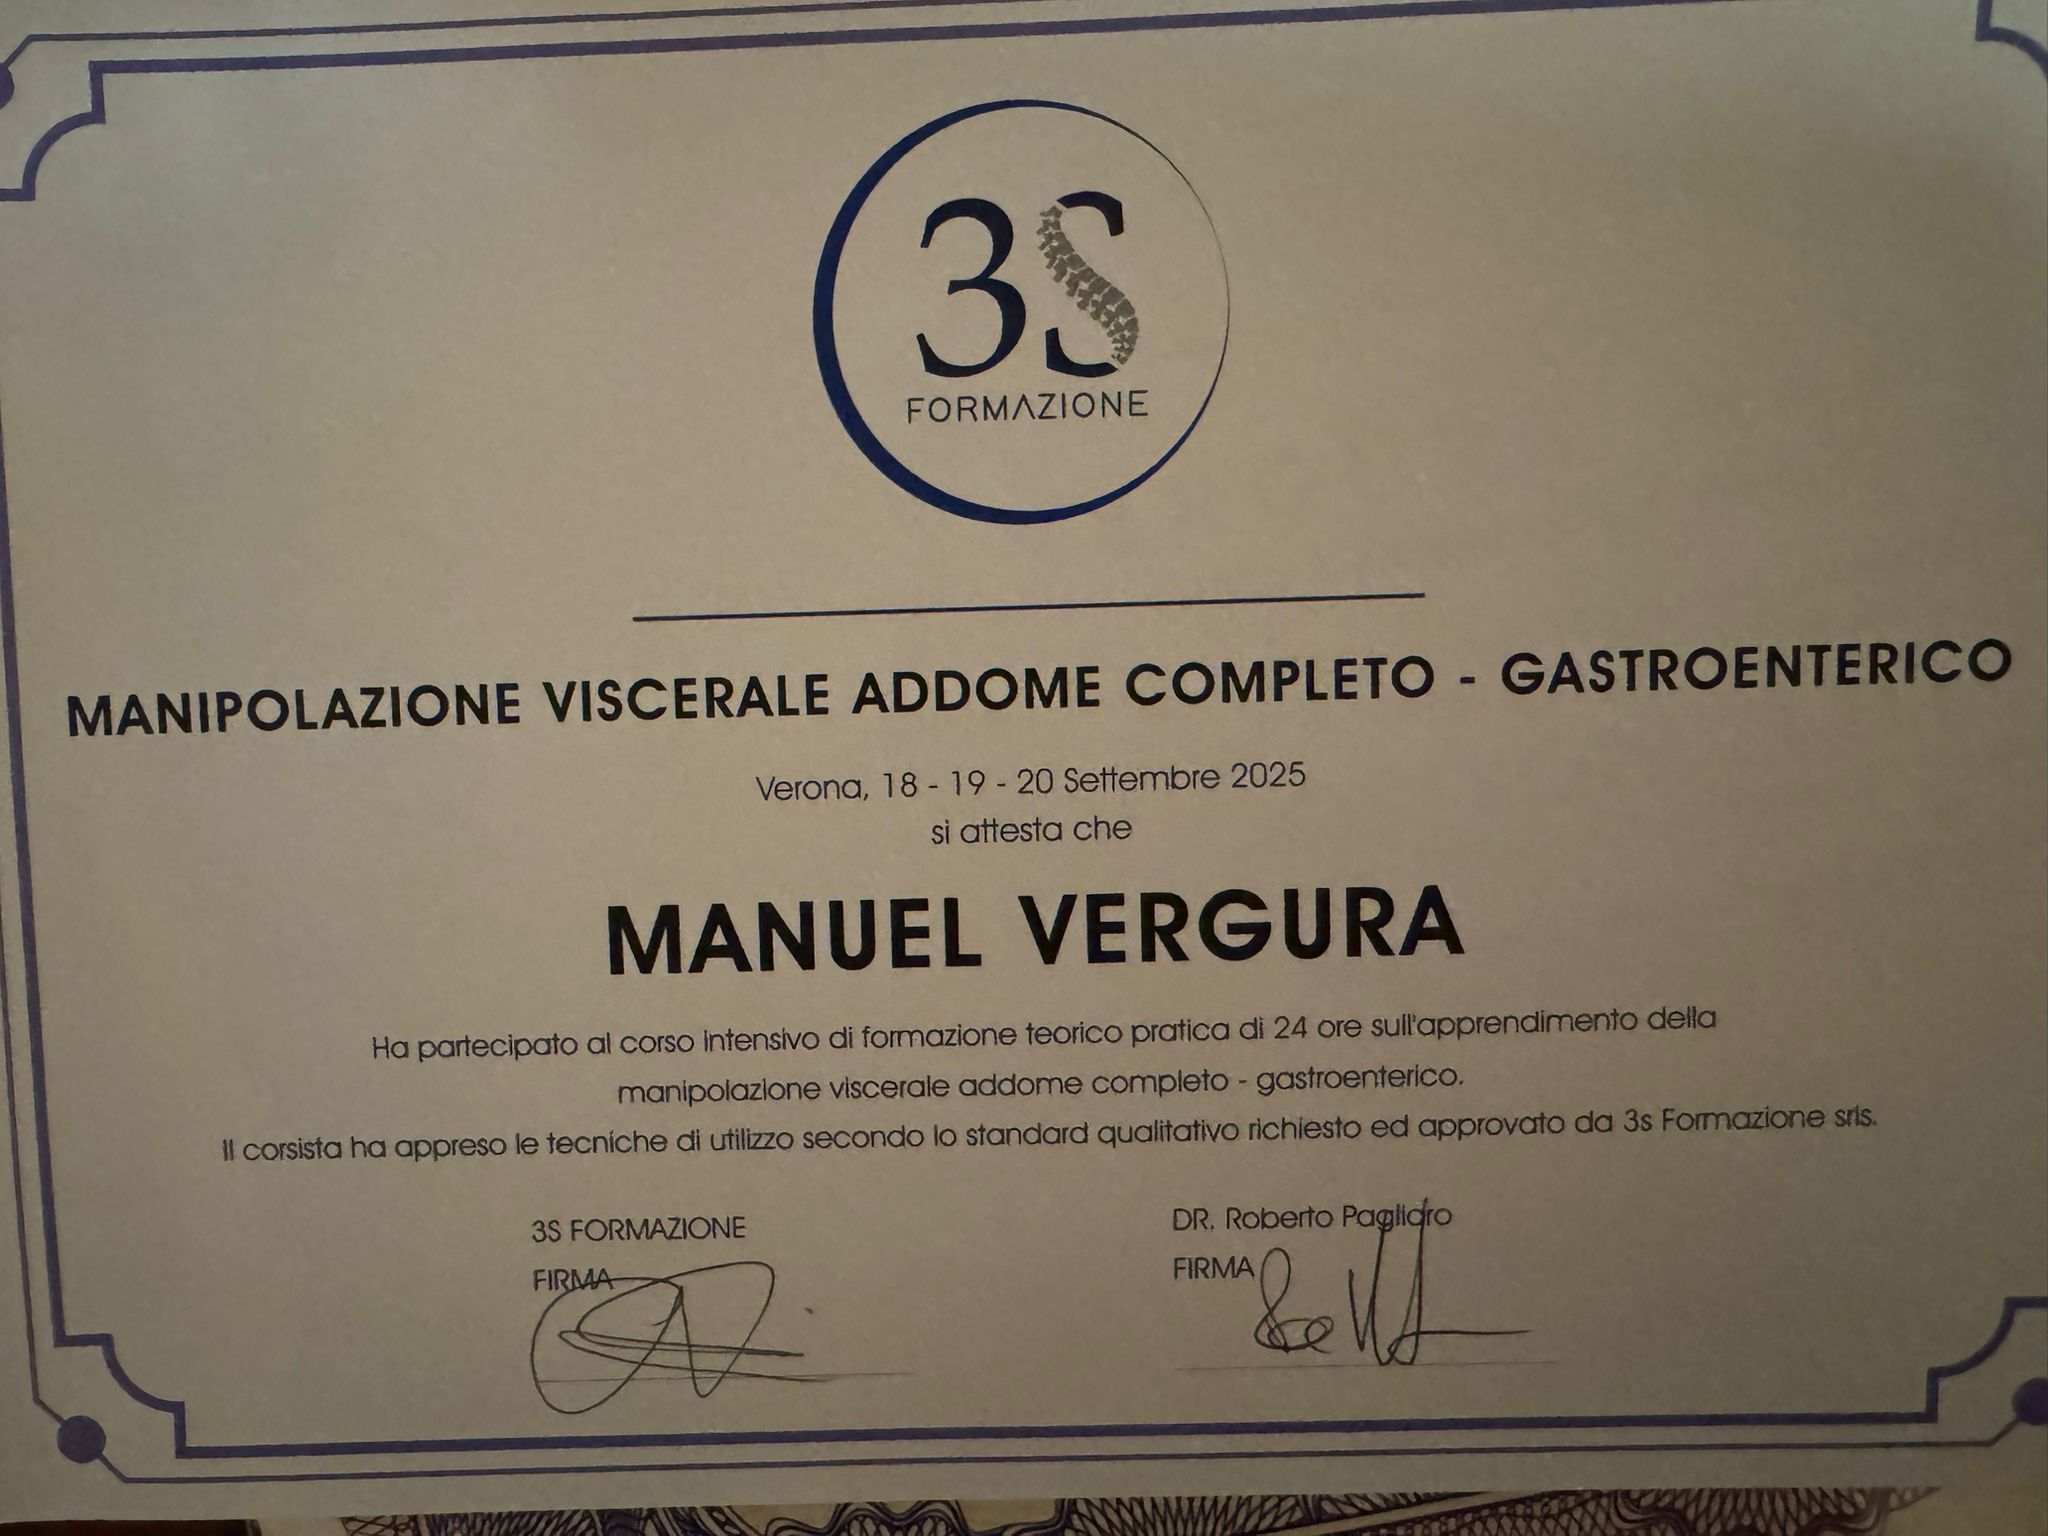 3S
FORMAZIONE
MANIPOLAZIONE VISCERALE ADDOME COMPLETO - GASTROENTERICO
Verona, 18 - 19 - 20 Settembre 2025
si attesta che
MANUEL VERGURA
Ha partecipato al corso intensivo di formazione teorico pratica di 24 ore sull'apprendimento della
manipolazione viscerale addome completo - gastroenterico.
Il corsista ha appreso le tecniche di utilizzo secondo lo standard qualitativo richiesto ed approvato da 3s Formazione srls.
3S FORMAZIONE
FIRMA
DR. Roberto Pagliaro
FIRMA